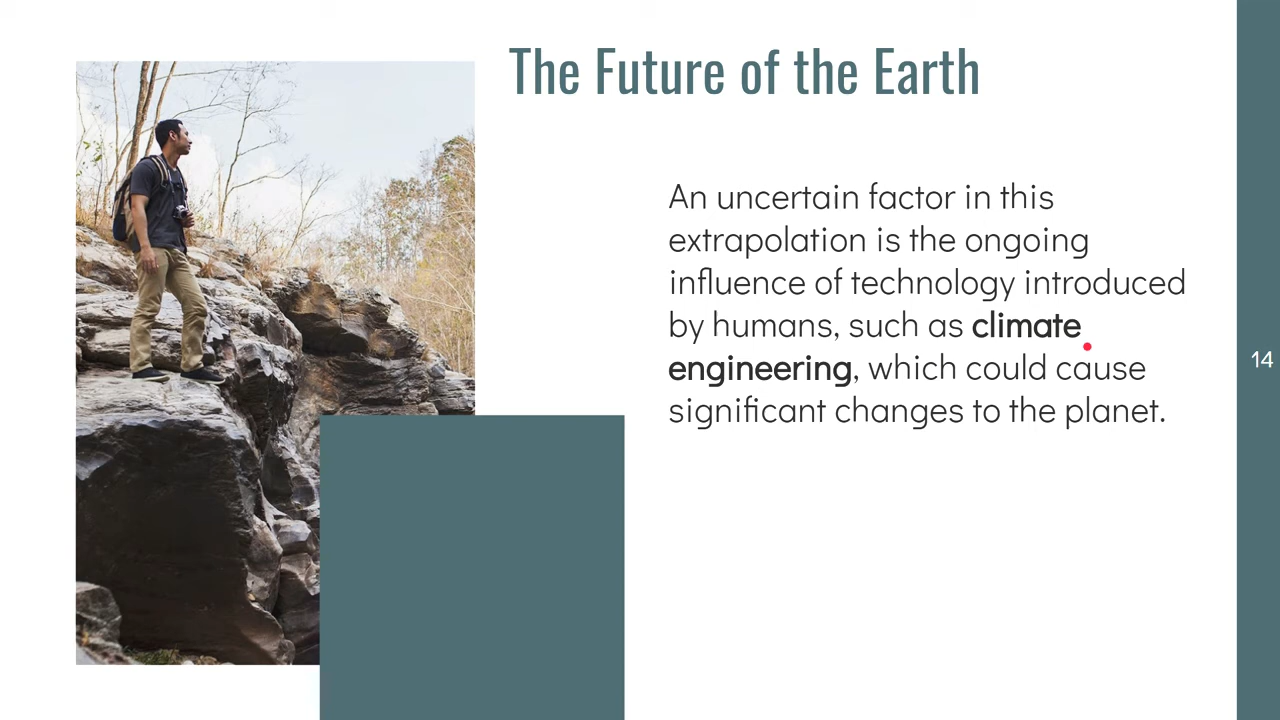 The Future of the Earth
An uncertain factor in this
extrapolation is the ongoing
influence of technology introduced
by humans, such as climate
engineering, which could cause
significant changes to the planet.
14